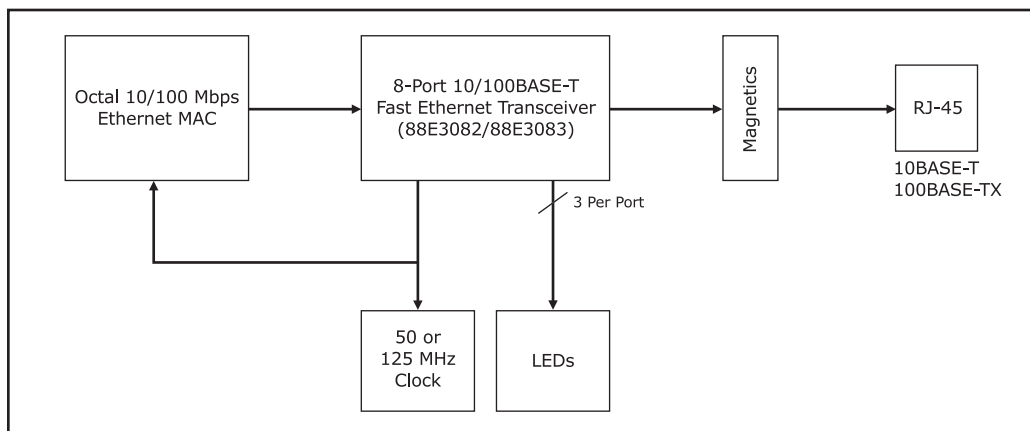 Octal 10/100 Mbps
Ethernet MAC
8-Port 10/100BASE-T
Fast Ethernet Transceiver
(88E3082/88E3083)
Magnetics
RJ-45
10BASE-T
100BASE-TX
3 Per Port
50 or
125 MHz
Clock
LEDs